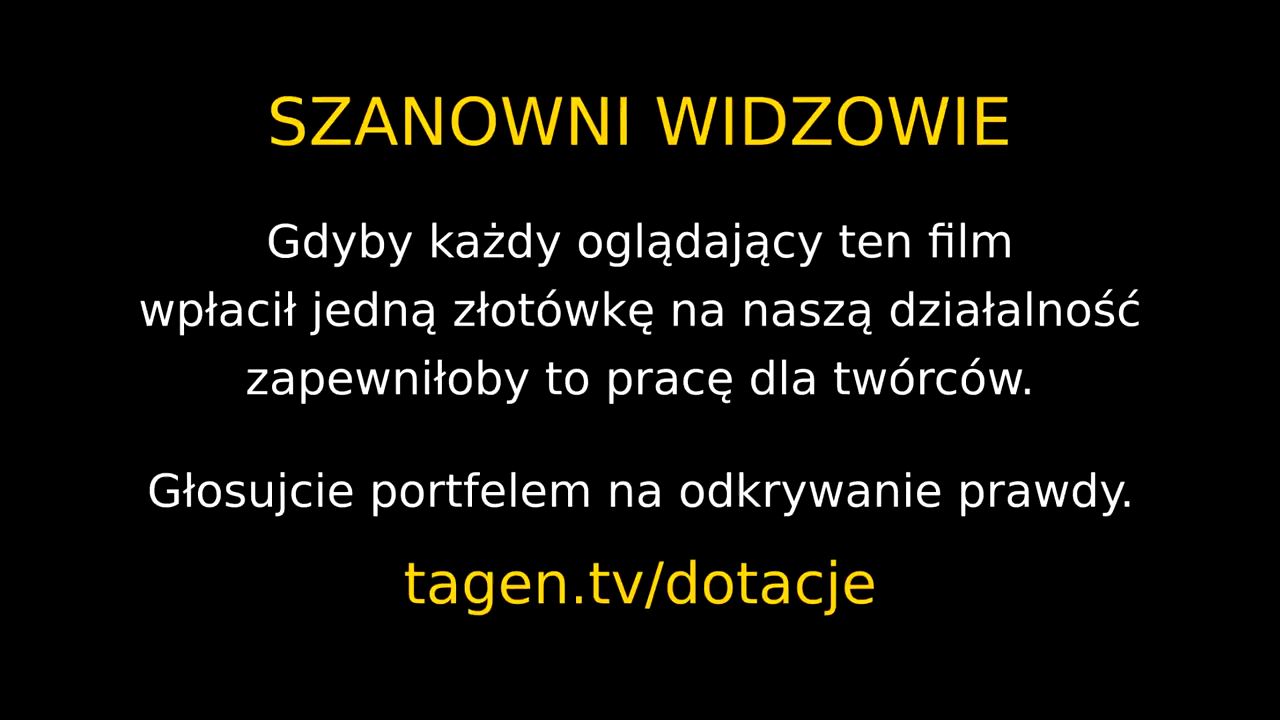 SZANOWNI WIDZOWIE
Gdyby każdy oglądający ten film
wpłacił jedną złotówkę na naszą działalność
zapewniłoby to pracę dla twórców.
Głosujcie portfelem na odkrywanie prawdy.
tagen.tv/dotacje